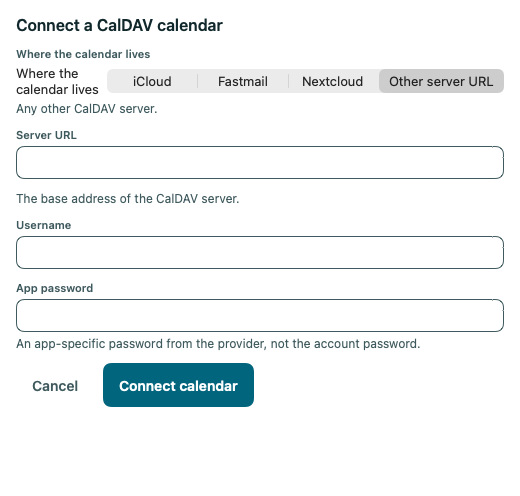 Connect a CalDAV calendar
Where the calendar lives
Where the
calendar lives
iCloud
Fastmail
Nextcloud
Other server URL
Any other CalDAV server.
Server URL
The base address of the CalDAV server.
Username
App password
An app-specific password from the provider, not the account password.
Cancel
Connect calendar